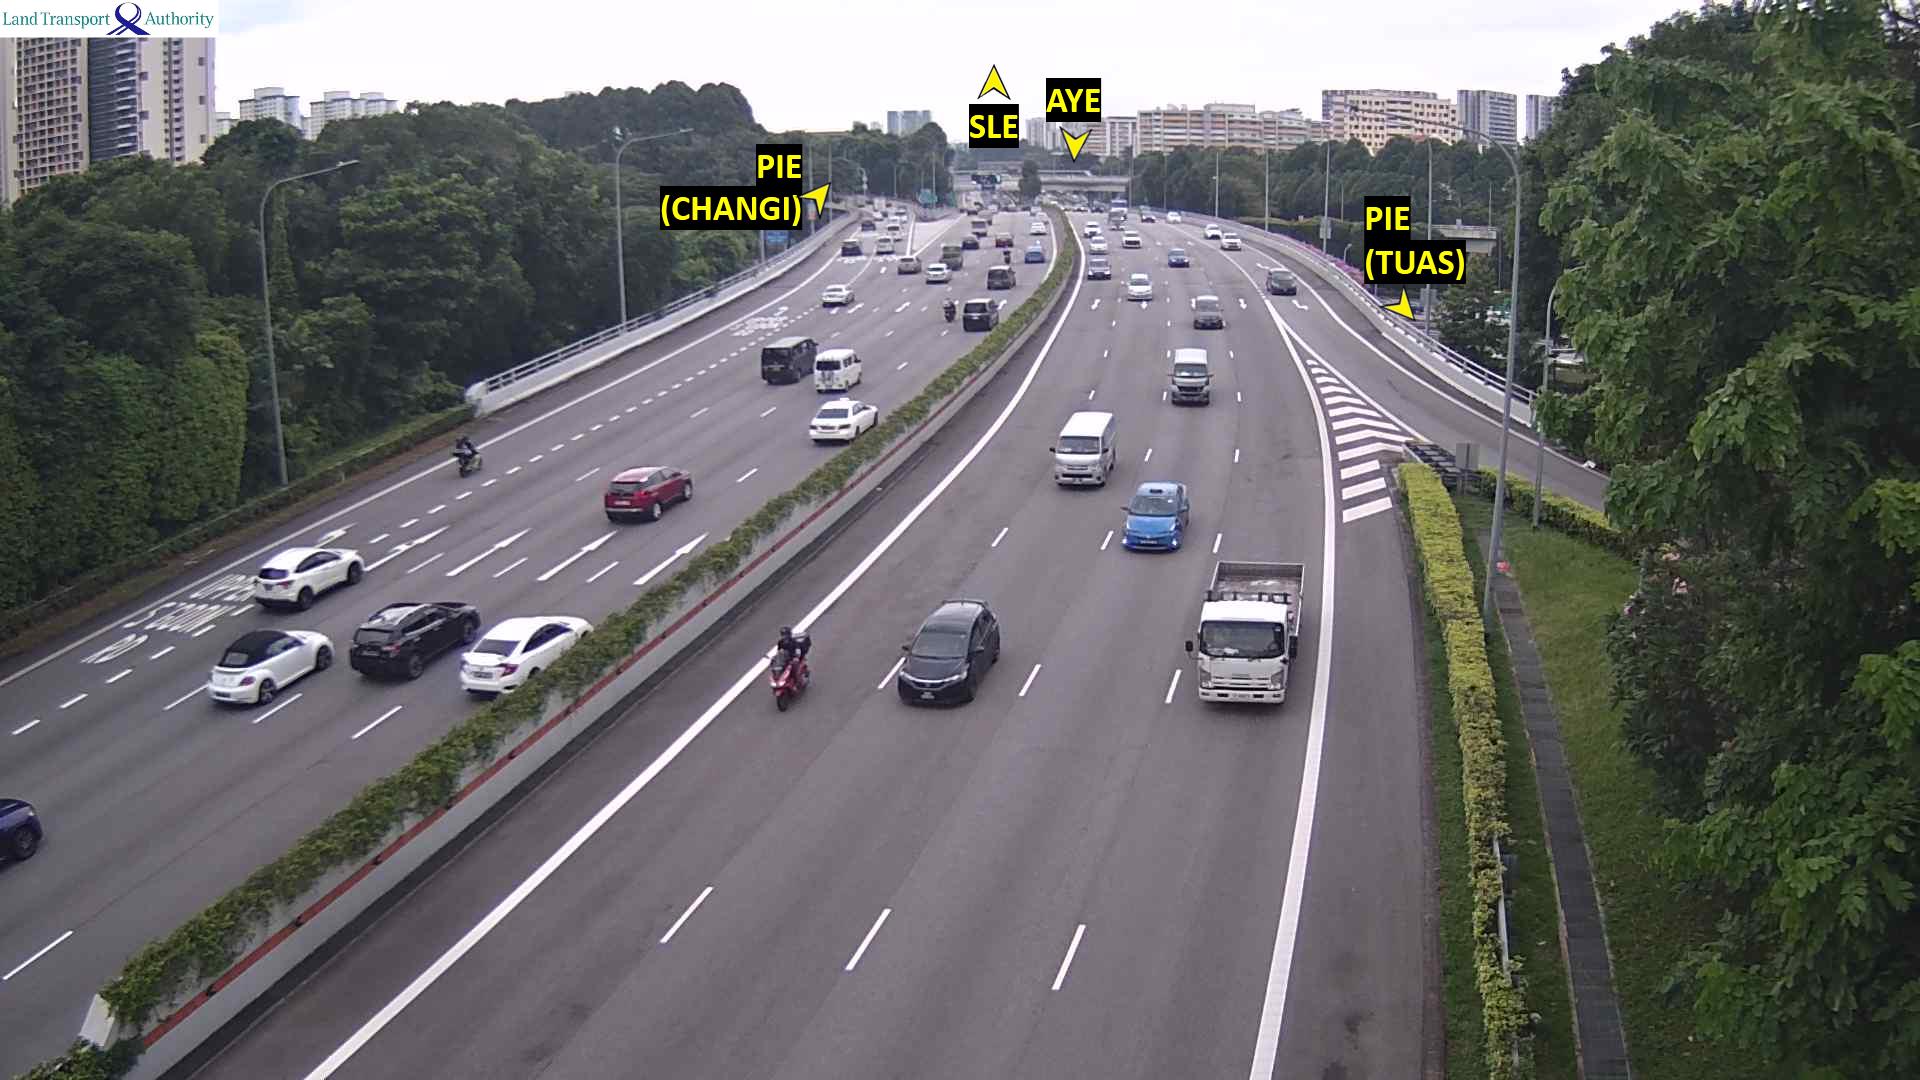 Land Transport Authority
SLE
AYE
PIE
(CHANGI)
PIE
(TUAS)